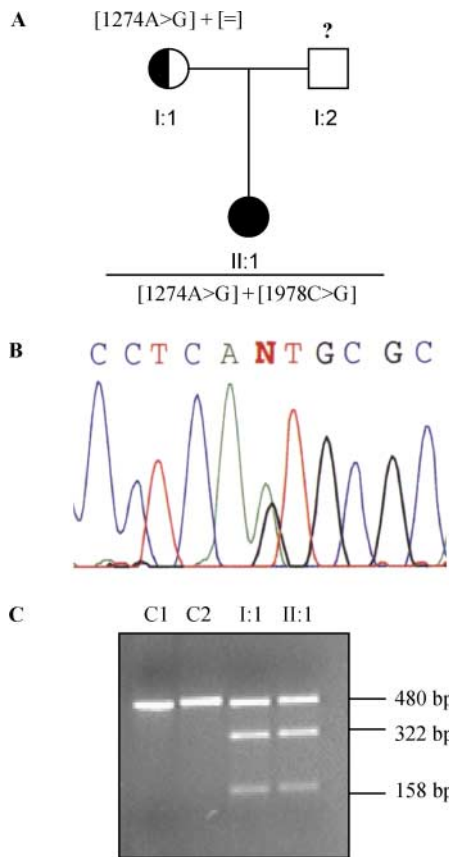 A
[1274A>G] + [=]
?
I:1
I:2
II:1
[1274A>G] + [1978C>G]
B
C C T C A N T G C G C
C
C1 C2 I:1 II:1
480 bp
322 bp
158 bp